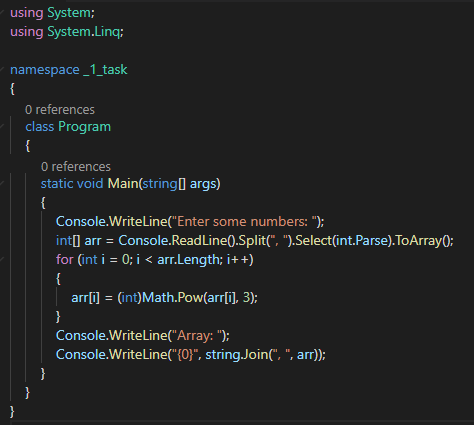 using System;
using System.Linq;
namespace _1_task
{
0 references
class Program
{
0 references
static void Main(string[] args)
{
Console.WriteLine("Enter some numbers: ");
int[] arr = Console.ReadLine().Split(", ").Select(int.Parse).ToArray();
for (int i = 0; i < arr.Length; i++)
{
arr[i] = (int)Math.Pow(arr[i], 3);
}
Console.WriteLine("Array: ");
Console.WriteLine("{0}", string.Join(", ", arr));
}
}
}